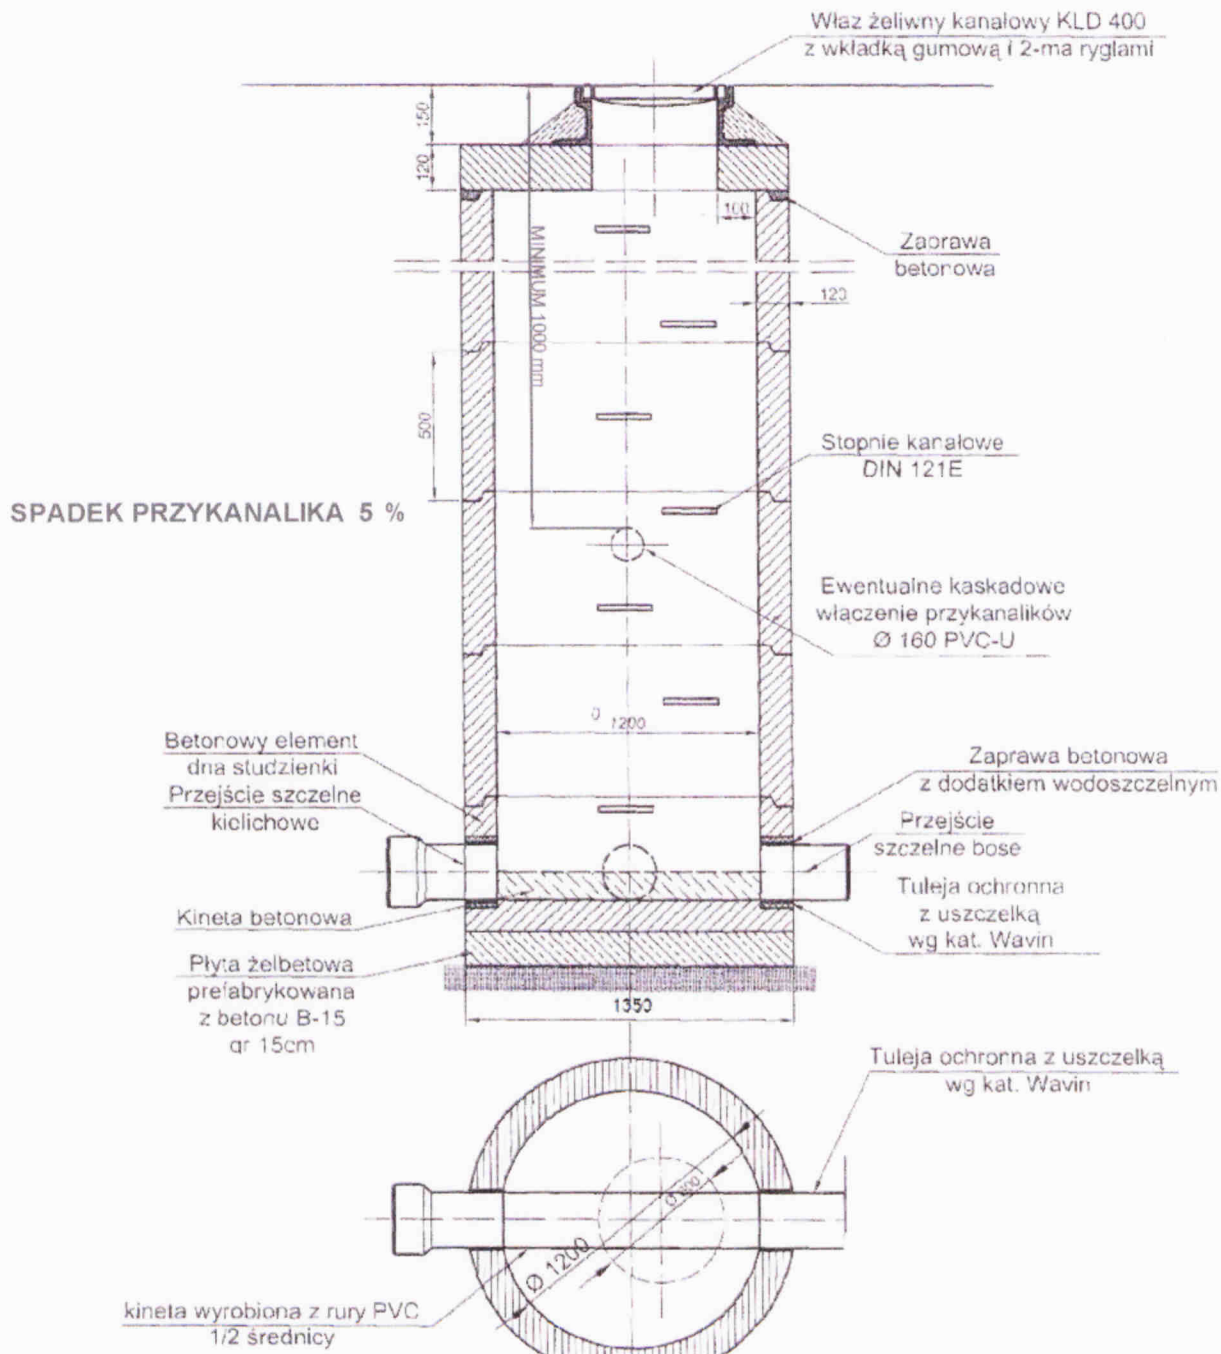 Właz żeliwny kanałowy KLD 400
z wkładką gumową i 2-ma ryglami
150
120
100
MINIMUM 1000 mm
Zaprawa
betonowa
120
500
Stopnie kanałowe
DIN 121E
SPADEK PRZYKANALIKA 5 %
Ewentualne kaskadowe
włączenie przykanalików
Ø 160 PVC-U
1200
Betonowy element
dna studzienki
Przejście szczelne
kielichowe
Zaprawa betonowa
z dodatkiem wodoszczelnym
Przejście
szczelne bose
Kineta betonowa
Tuleja ochronna
z uszczelką
wg kat. Wavin
Płyta żelbetowa
prefabrykowana
z betonu B-15
gr 15cm
1350
Tuleja ochronna z uszczelką
wg kat. Wavin
Ø 1200
kineta wyrobiona z rury PVC
1/2 średnicy